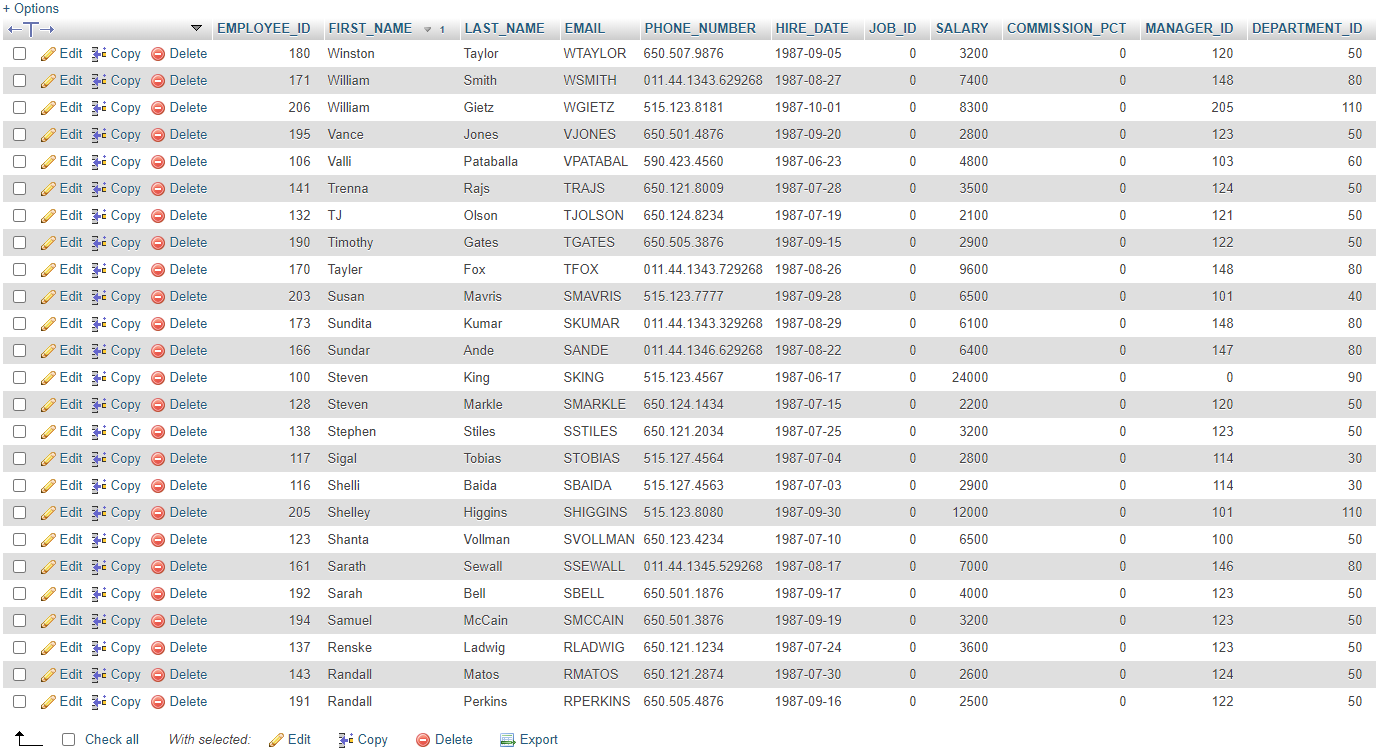 + Options
EMPLOYEE_ID FIRST_NAME 1 LAST_NAME EMAIL PHONE_NUMBER HIRE_DATE JOB_ID SALARY COMMISSION_PCT MANAGER_ID DEPARTMENT_ID
Edit Copy Delete 180 Winston Taylor WTAYLOR 650.507.9876 1987-09-05 0 3200 0 120 50
Edit Copy Delete 171 William Smith WSMITH 011.44.1343.629268 1987-08-27 0 7400 0 148 80
Edit Copy Delete 206 William Gietz WGIETZ 515.123.8181 1987-10-01 0 8300 0 205 110
Edit Copy Delete 195 Vance Jones VJONES 650.501.4876 1987-09-20 0 2800 0 123 50
Edit Copy Delete 106 Valli Pataballa VPATABAL 590.423.4560 1987-06-23 0 4800 0 103 60
Edit Copy Delete 141 Trenna Rajs TRAJS 650.121.8009 1987-07-28 0 3500 0 124 50
Edit Copy Delete 132 TJ Olson TJOLSON 650.124.8234 1987-07-19 0 2100 0 121 50
Edit Copy Delete 190 Timothy Gates TGATES 650.505.3876 1987-09-15 0 2900 0 122 50
Edit Copy Delete 170 Tayler Fox TFOX 011.44.1343.729268 1987-08-26 0 9600 0 148 80
Edit Copy Delete 203 Susan Mavris SMAVRIS 515.123.7777 1987-09-28 0 6500 0 101 40
Edit Copy Delete 173 Sundita Kumar SKUMAR 011.44.1343.329268 1987-08-29 0 6100 0 148 80
Edit Copy Delete 166 Sundar Ande SANDE 011.44.1346.629268 1987-08-22 0 6400 0 147 80
Edit Copy Delete 100 Steven King SKING 515.123.4567 1987-06-17 0 24000 0 0 90
Edit Copy Delete 128 Steven Markle SMARKLE 650.124.1434 1987-07-15 0 2200 0 120 50
Edit Copy Delete 138 Stephen Stiles SSTILES 650.121.2034 1987-07-25 0 3200 0 123 50
Edit Copy Delete 117 Sigal Tobias STOBIAS 515.127.4564 1987-07-04 0 2800 0 114 30
Edit Copy Delete 116 Shelli Baida SBAIDA 515.127.4563 1987-07-03 0 2900 0 114 30
Edit Copy Delete 205 Shelley Higgins SHIGGINS 515.123.8080 1987-09-30 0 12000 0 101 110
Edit Copy Delete 123 Shanta Vollman SVOLLMAN 650.123.4234 1987-07-10 0 6500 0 100 50
Edit Copy Delete 161 Sarath Sewall SSEWALL 011.44.1345.529268 1987-08-17 0 7000 0 146 80
Edit Copy Delete 192 Sarah Bell SBELL 650.501.1876 1987-09-17 0 4000 0 123 50
Edit Copy Delete 194 Samuel McCain SMCCAIN 650.501.3876 1987-09-19 0 3200 0 123 50
Edit Copy Delete 137 Renske Ladwig RLADWIG 650.121.1234 1987-07-24 0 3600 0 123 50
Edit Copy Delete 143 Randall Matos RMATOS 650.121.2874 1987-07-30 0 2600 0 124 50
Edit Copy Delete 191 Randall Perkins RPERKINS 650.505.4876 1987-09-16 0 2500 0 122 50
Check all With selected: Edit Copy Delete Export